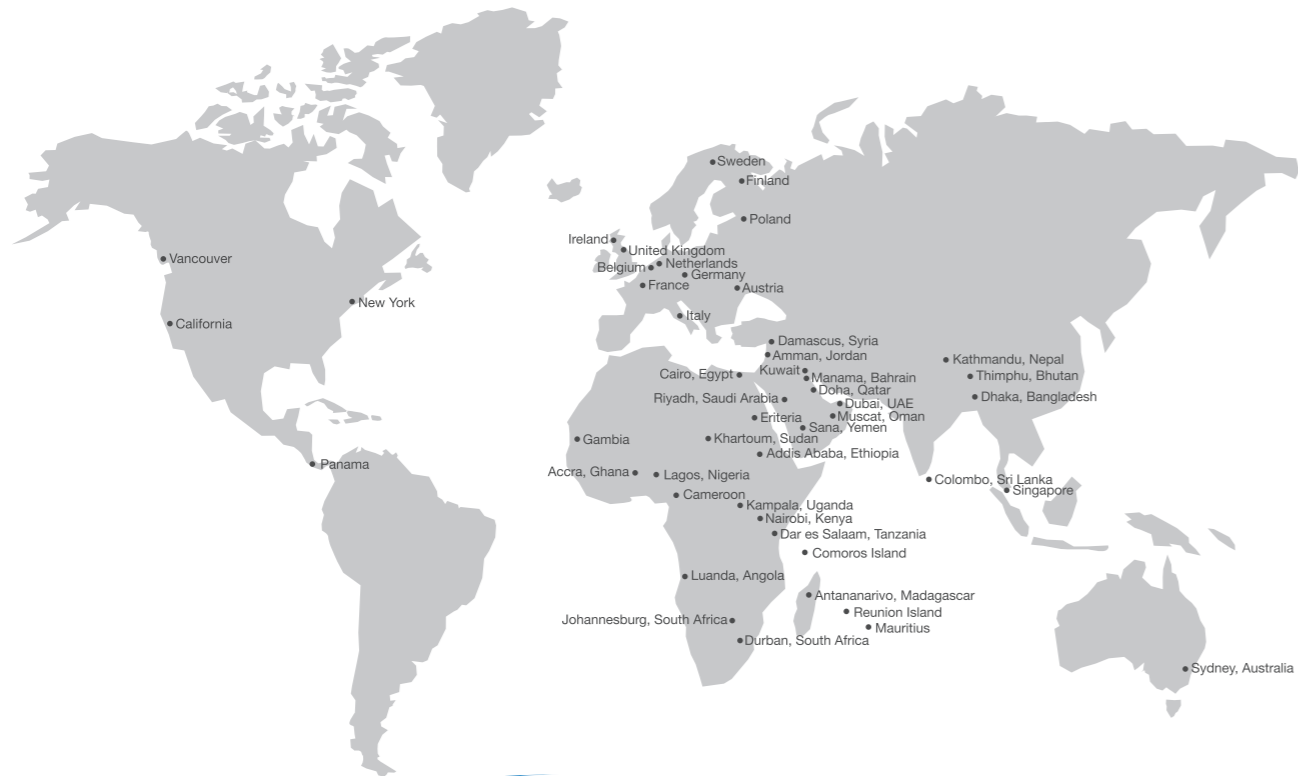 Sweden
Finland
Poland
Ireland
United Kingdom
Vancouver
Netherlands
Belgium
Germany
France
Austria
New York
Italy
California
Damascus, Syria
Amman, Jordan
Kathmandu, Nepal
Kuwait
Cairo, Egypt
Manama, Bahrain
Thimphu, Bhutan
Doha, Qatar
Riyadh, Saudi Arabia
Dhaka, Bangladesh
Dubai, UAE
Muscat, Oman
Eriteria
Sana, Yemen
Gambia
Khartoum, Sudan
Addis Ababa, Ethiopia
Panama
Accra, Ghana
Lagos, Nigeria
Colombo, Sri Lanka
Singapore
Cameroon
Kampala, Uganda
Nairobi, Kenya
Dar es Salaam, Tanzania
Comoros Island
Luanda, Angola
Antananarivo, Madagascar
Reunion Island
Johannesburg, South Africa
Mauritius
Durban, South Africa
Sydney, Australia